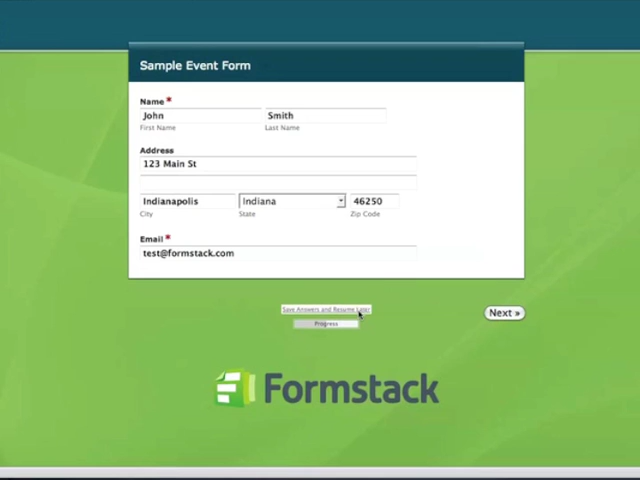 Sample Event Form
Name *
John Smith
First Name Last Name
Address
123 Main St
Indianapolis Indiana 46250
City State Zip Code
Email *
test@formstack.com
Save Answers and Resume Later
Next »
Progress
Formstack